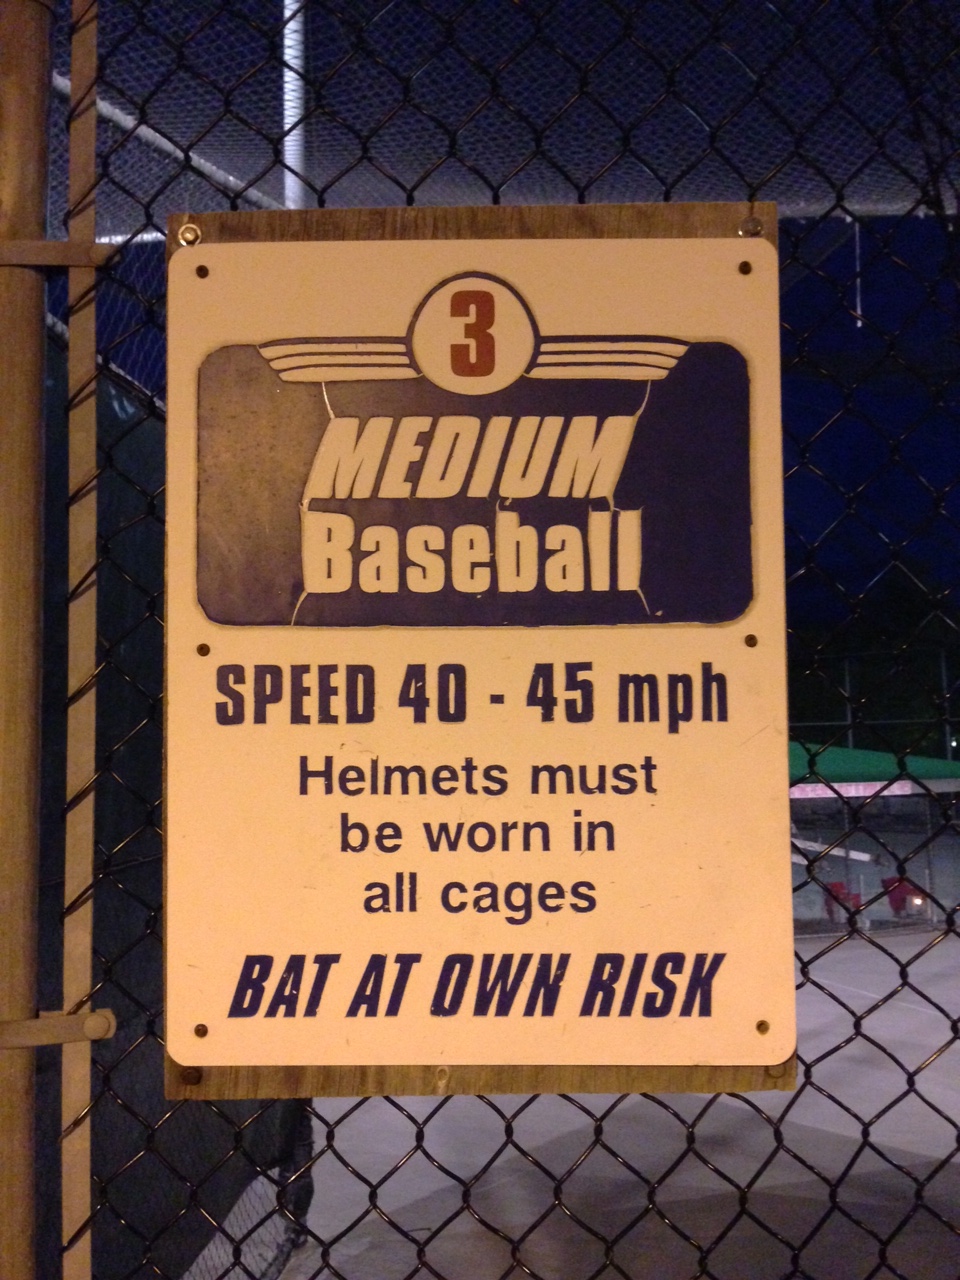 3
MEDIUM
Baseball
SPEED 40 - 45 mph
Helmets must
be worn in
all cages
BAT AT OWN RISK